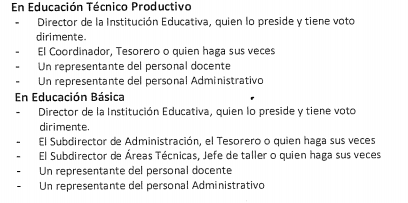 En Educación Técnico Productivo
- Director de la Institución Educativa, quien lo preside y tiene voto
dirimente.
- El Coordinador, Tesorero o quien haga sus veces
- Un representante del personal docente
- Un representante del personal Administrativo
En Educación Básica
- Director de la Institución Educativa, quien lo preside y tiene voto
dirimente.
- El Subdirector de Administración, el Tesorero o quien haga sus veces
- El Subdirector de Áreas Técnicas, Jefe de taller o quien haga sus veces
- Un representante del personal docente
- Un representante del personal Administrativo